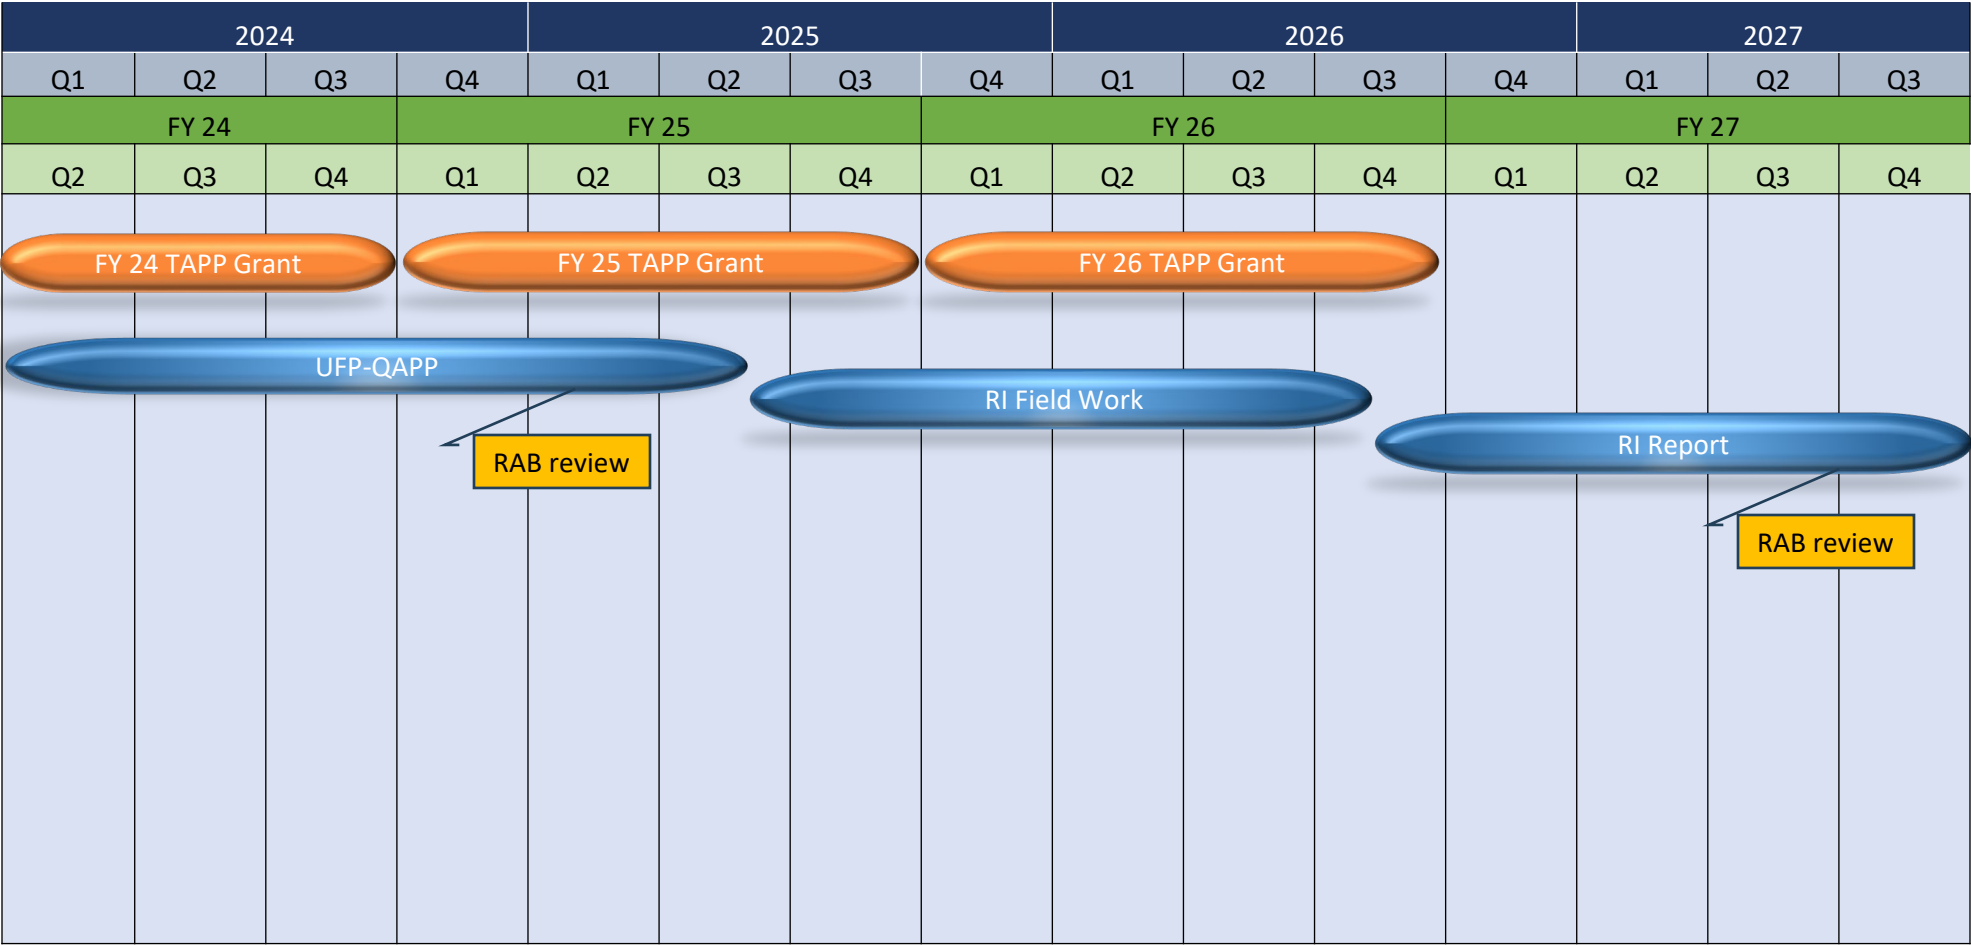 2024 2025 2026 2027
Q1 Q2 Q3 Q4 Q1 Q2 Q3 Q4 Q1 Q2 Q3 Q4 Q1 Q2 Q3
FY 24 FY 25 FY 26 FY 27
Q2 Q3 Q4 Q1 Q2 Q3 Q4 Q1 Q2 Q3 Q4 Q1 Q2 Q3 Q4
FY 24 TAPP Grant FY 25 TAPP Grant FY 26 TAPP Grant
UFP-QAPP
RI Field Work
RI Report
RAB review
RAB review